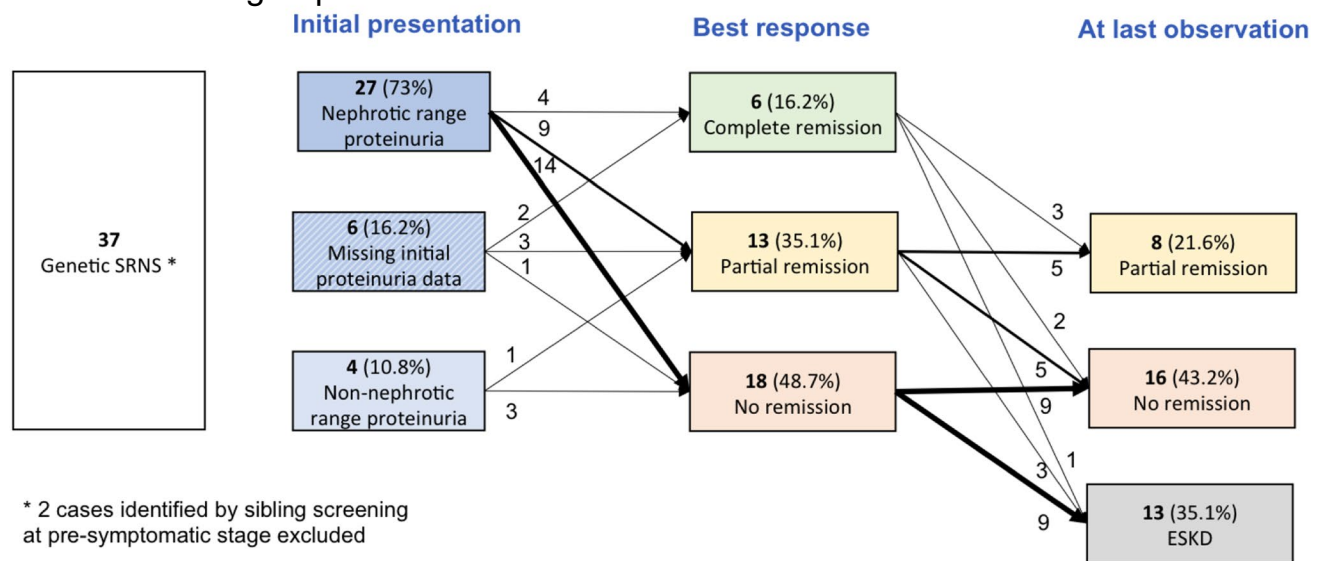 Initial presentation
Best response
At last observation
37
Genetic SRNS *
27 (73%)
Nephrotic range
proteinuria
6 (16.2%)
Missing initial
proteinuria data
4 (10.8%)
Non-nephrotic
range proteinuria
4
9
14
2
3
1
1
3
6 (16.2%)
Complete remission
13 (35.1%)
Partial remission
18 (48.7%)
No remission
3
5
2
5
9
3
1
9
8 (21.6%)
Partial remission
16 (43.2%)
No remission
13 (35.1%)
ESKD
* 2 cases identified by sibling screening
at pre-symptomatic stage excluded